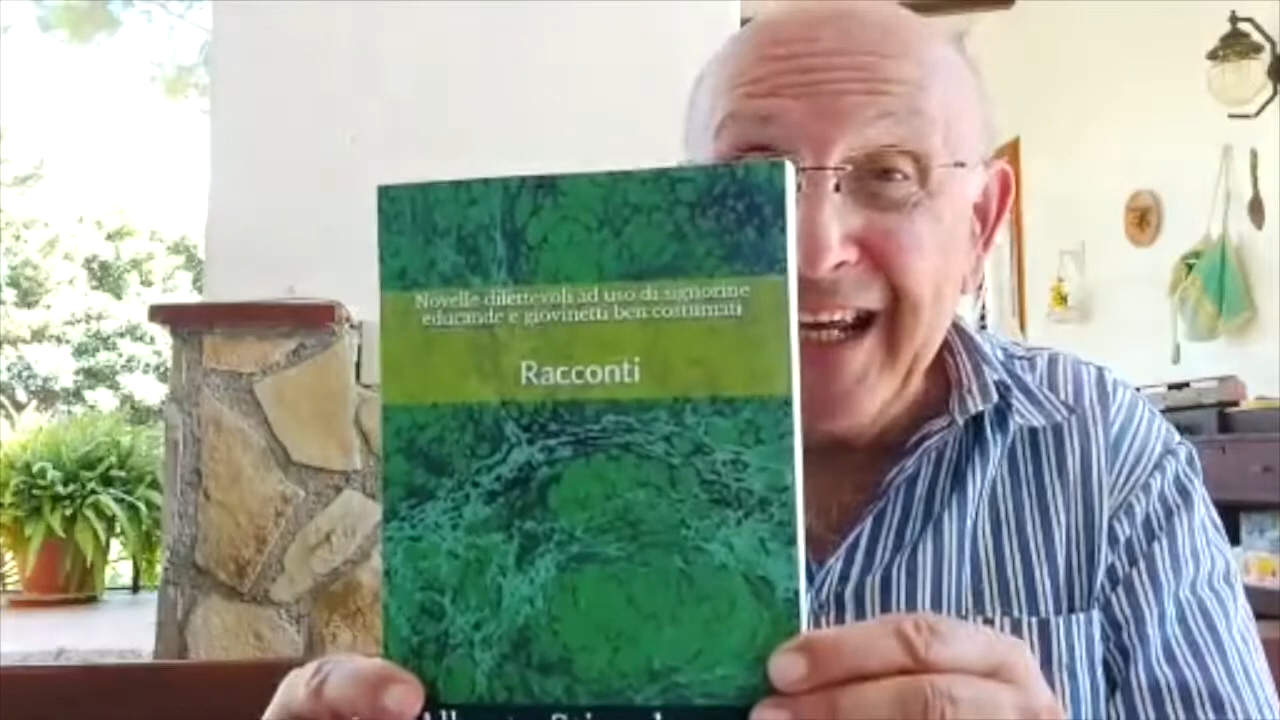 Novelle dilettevoli ad uso di signorine
educande e giovinetti ben costumati
Racconti